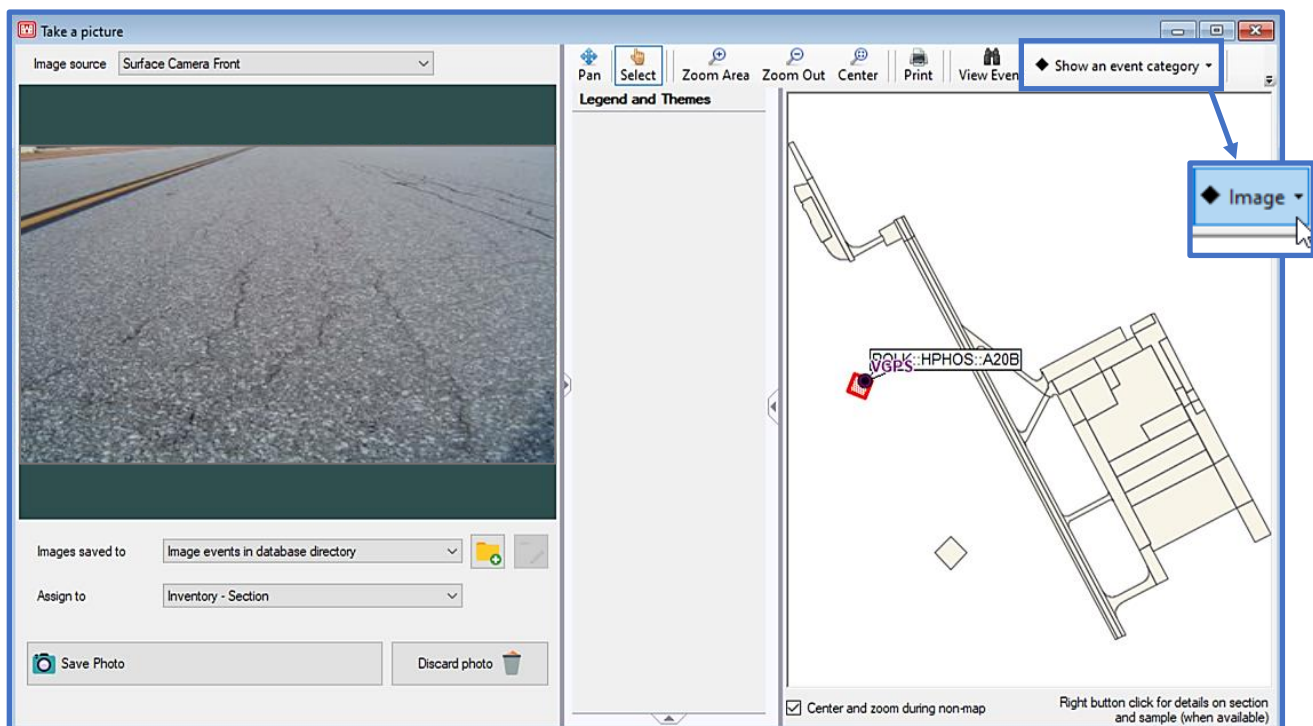 Take a picture
Image source Surface Camera Front
Pan Select Zoom Area Zoom Out Center Print View Even
Show an event category
Legend and Themes
Image
::HPHOS::A20B
VGPS
Images saved to Image events in database directory
Assign to Inventory - Section
Save Photo Discard photo
Center and zoom during non-map
Right button click for details on section
and sample (when available)